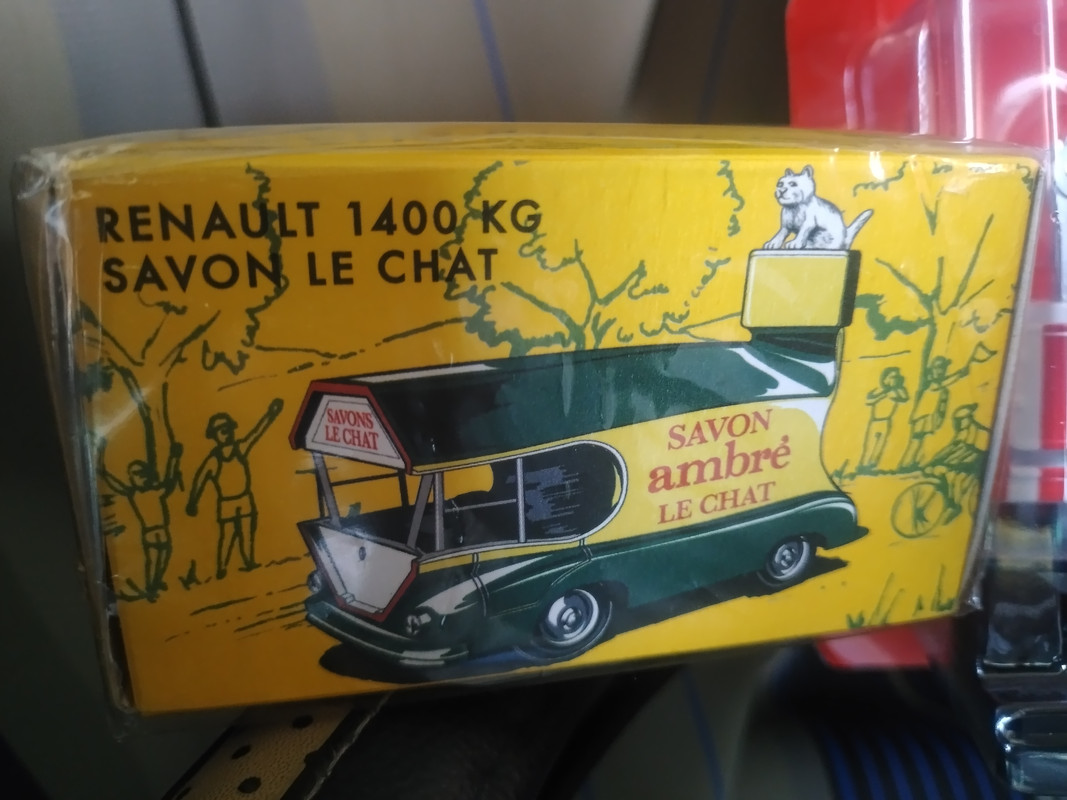 RENAULT 1400 KG
SAVON LE CHAT
SAVONS
LE CHAT
SAVON
ambré
LE CHAT